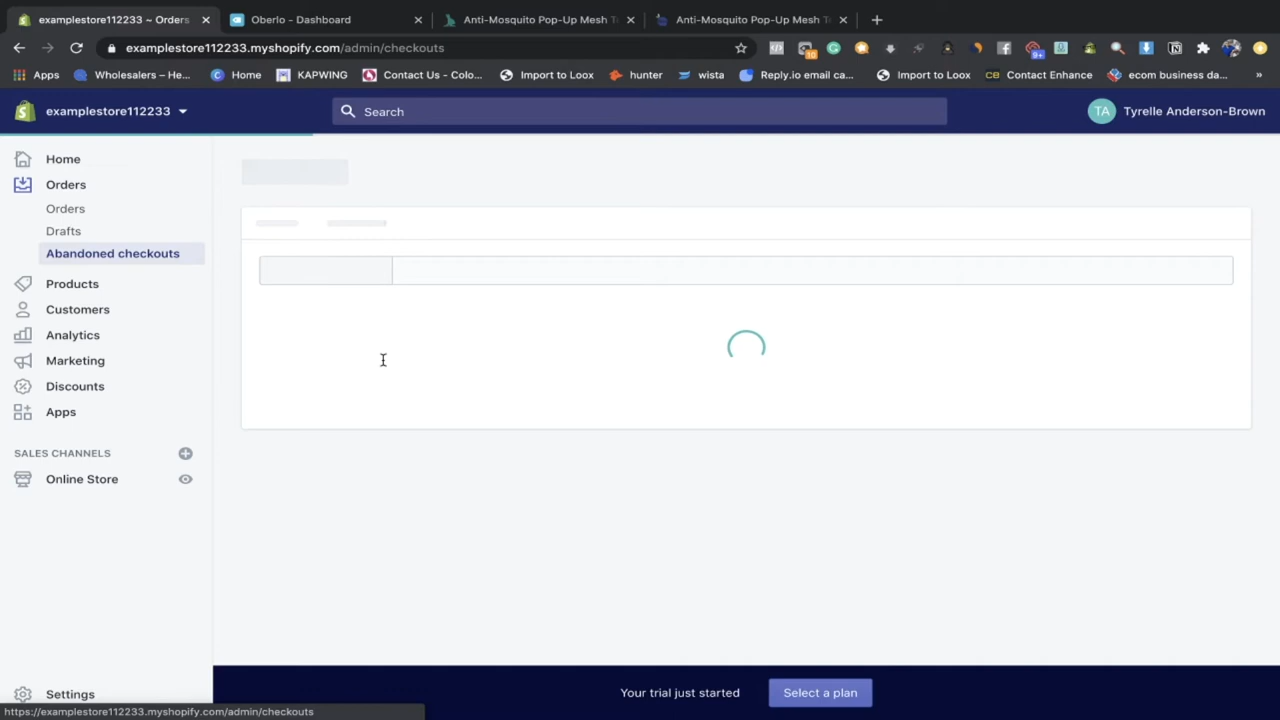 examplestore112233 ~ Orders
Oberlo - Dashboard
Anti-Mosquito Pop-Up Mesh T
Anti-Mosquito Pop-Up Mesh T
examplestore112233.myshopify.com/admin/checkouts
10
9+
Apps
Wholesalers – He...
Home
KAPWING
Contact Us - Colo...
Import to Loox
hunter
wista
Reply.io email ca...
Import to Loox
CB Contact Enhance
ecom business da...
»
examplestore112233
Search
TA
Tyrelle Anderson-Brown
Home
Orders
Orders
Drafts
Abandoned checkouts
Products
Customers
Analytics
Marketing
Discounts
Apps
SALES CHANNELS
Online Store
Settings
Your trial just started
Select a plan
https://examplestore112233.myshopify.com/admin/checkouts